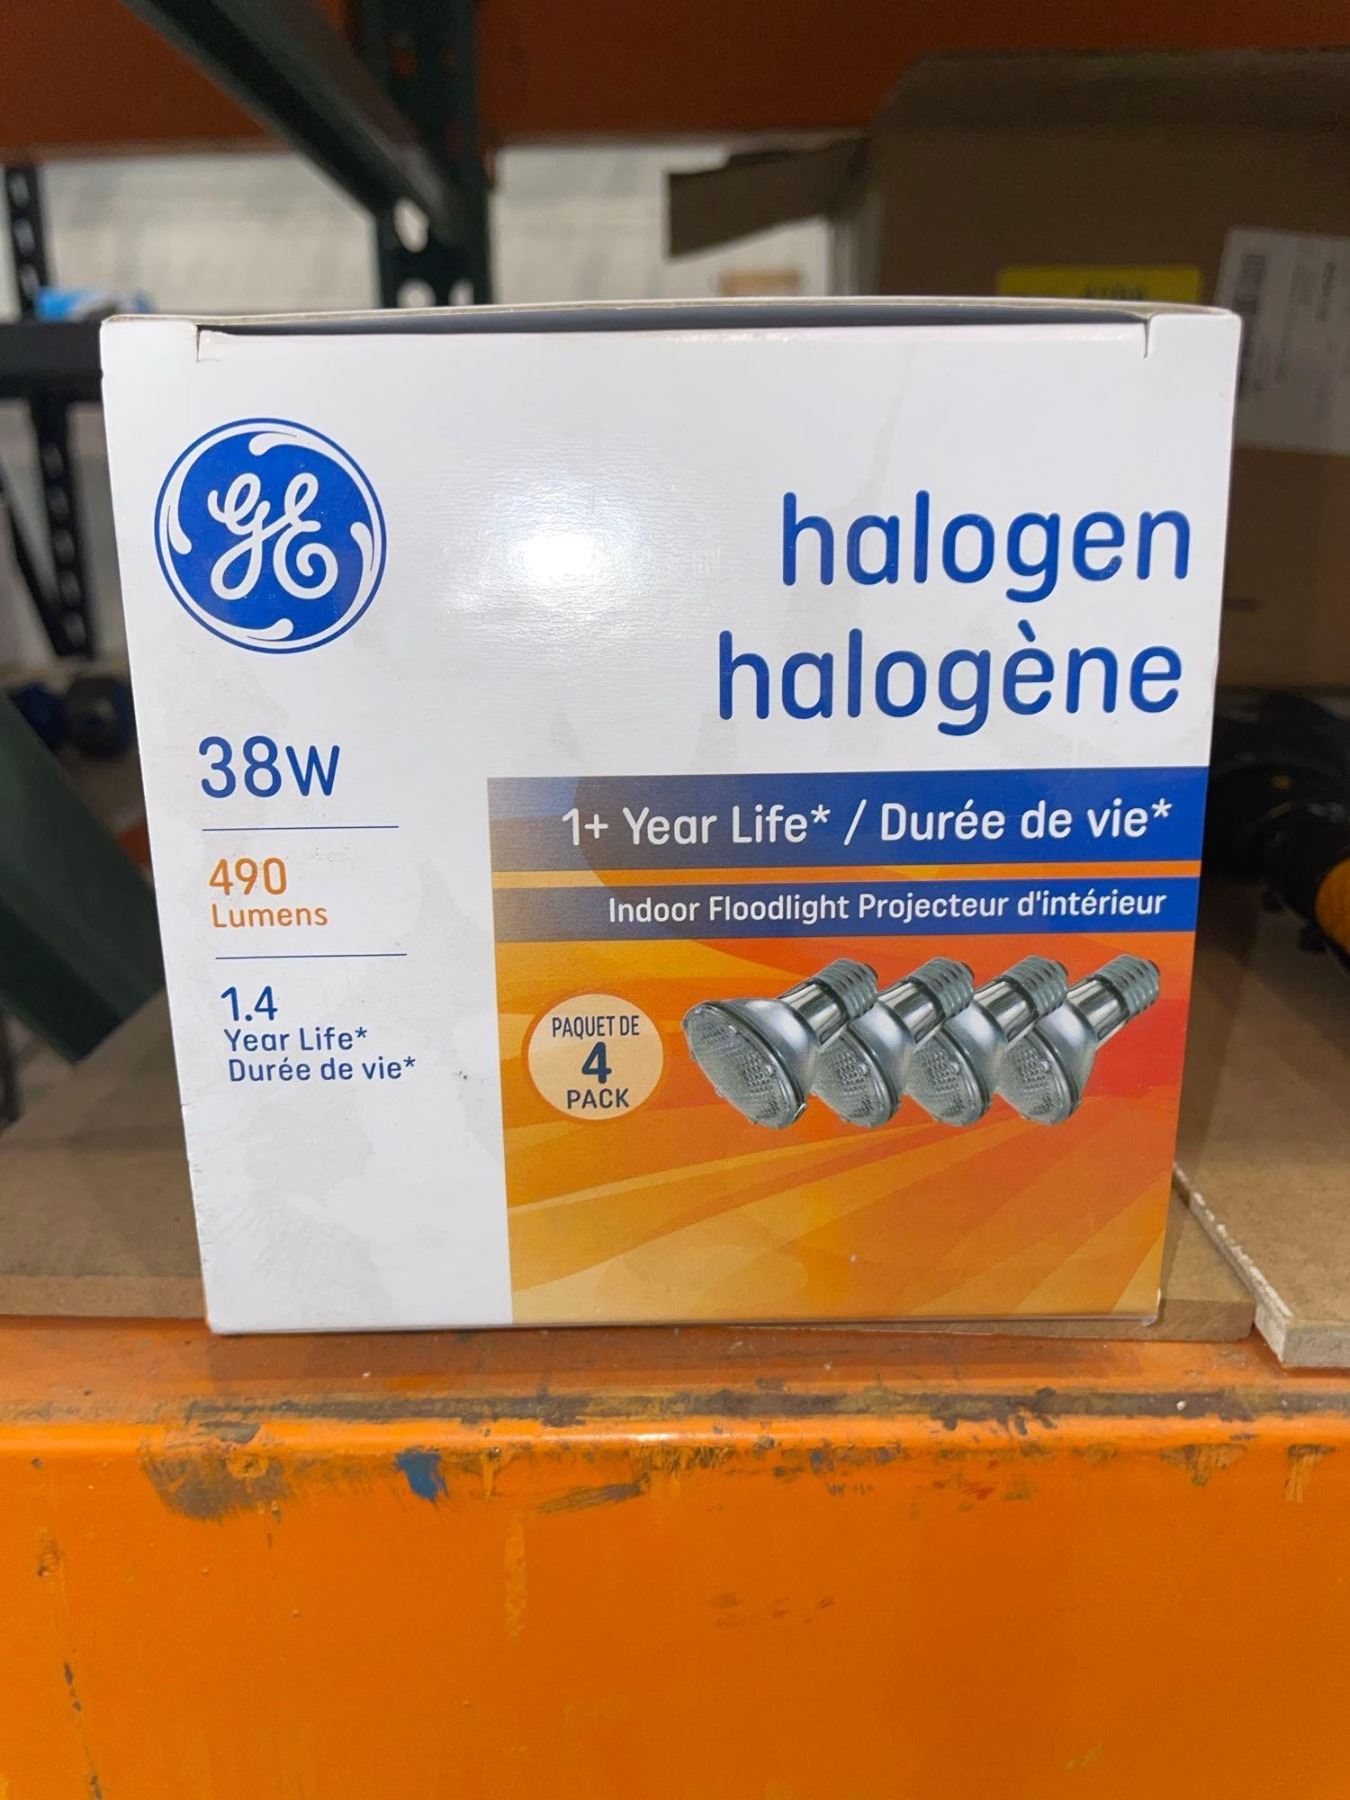 GE
halogen
halogène
38W
490
Lumens
1.4
Year Life*
Durée de vie*
1+ Year Life* / Durée de vie*
Indoor Floodlight Projecteur d'intérieur
PAQUET DE
4
PACK